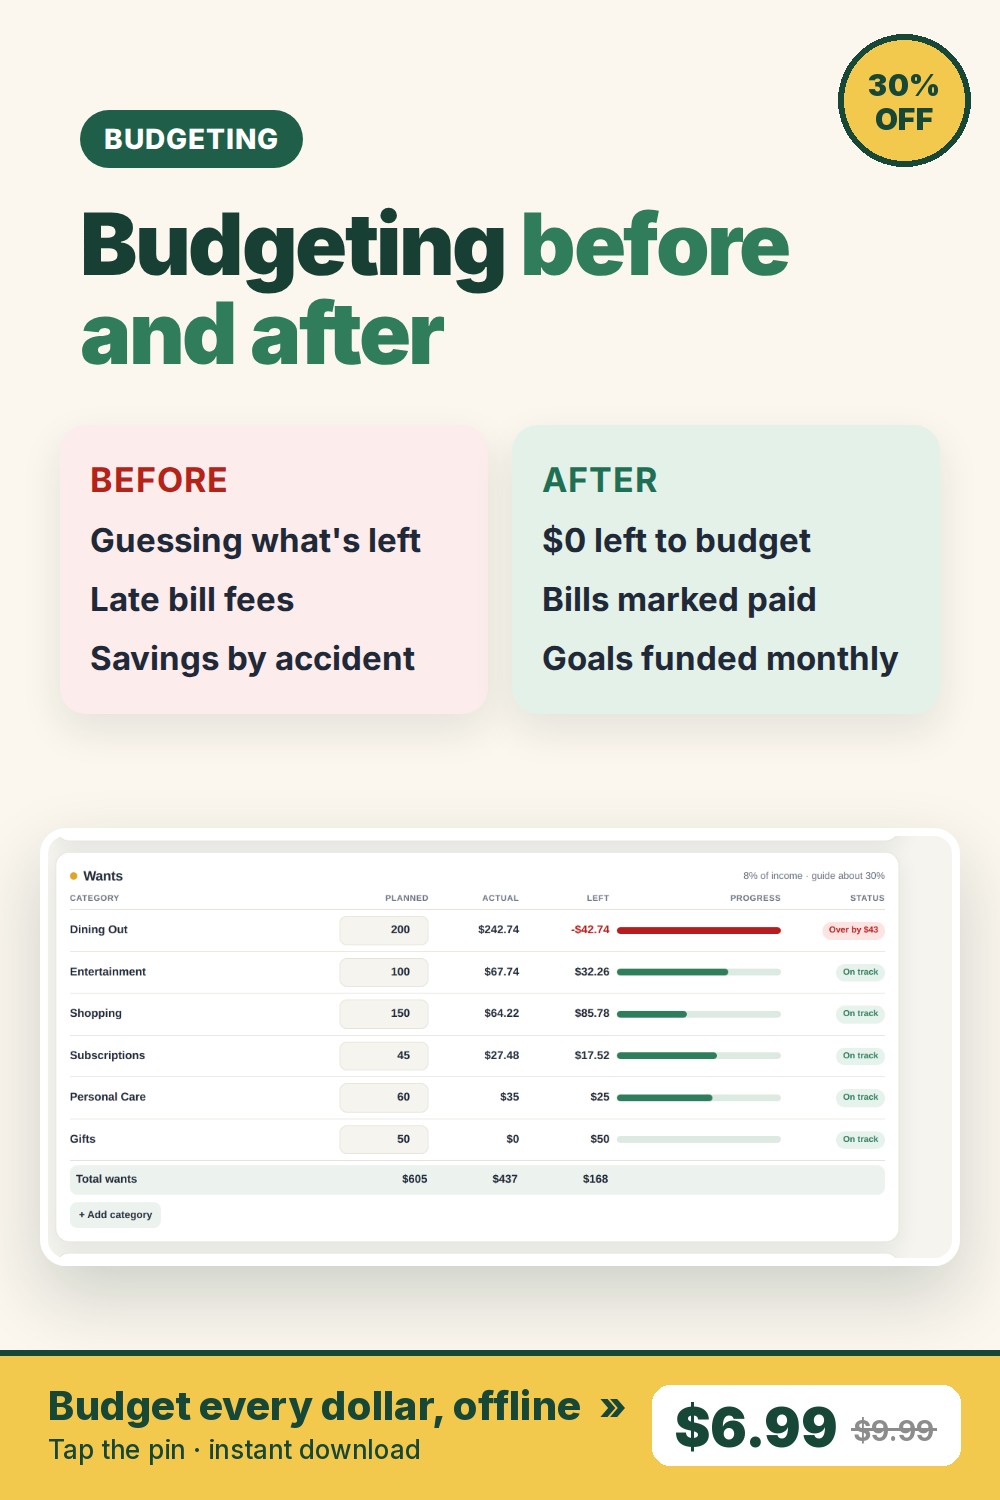 30%
OFF
BUDGETING
Budgeting before
and after
BEFORE
Guessing what's left
Late bill fees
Savings by accident
AFTER
$0 left to budget
Bills marked paid
Goals funded monthly
Wants
8% of income · guide about 30%
CATEGORY PLANNED ACTUAL LEFT PROGRESS STATUS
Dining Out 200 $242.74 -$42.74 Over by $43
Entertainment 100 $67.74 $32.26 On track
Shopping 150 $64.22 $85.78 On track
Subscriptions 45 $27.48 $17.52 On track
Personal Care 60 $35 $25 On track
Gifts 50 $0 $50 On track
Total wants $605 $437 $168
+ Add category
Budget every dollar, offline »
Tap the pin · instant download
$6.99 $9.99